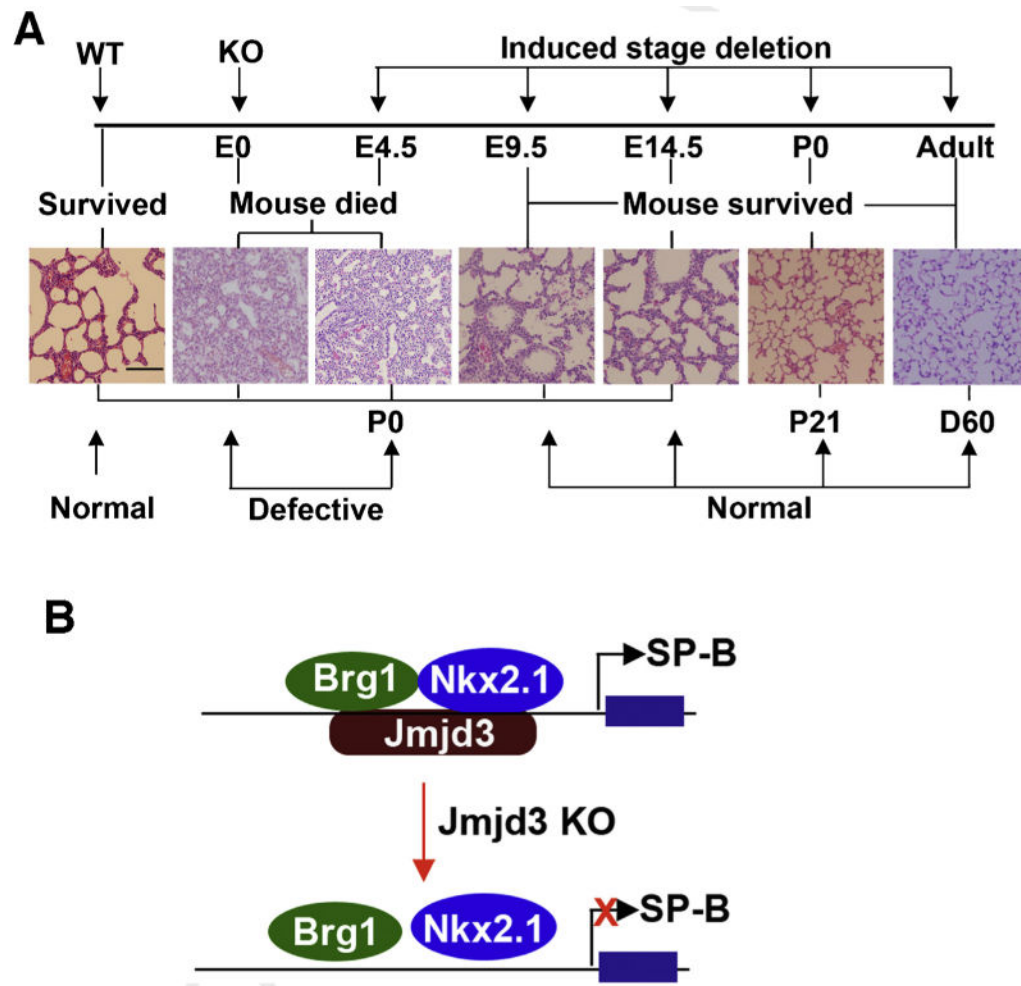 A
WT KO Induced stage deletion
E0 E4.5 E9.5 E14.5 P0 Adult
Survived Mouse died Mouse survived
P0 P21 D60
Normal Defective Normal
B
Brg1 Nkx2.1 SP-B
Jmjd3
Jmjd3 KO
Brg1 Nkx2.1 X SP-B